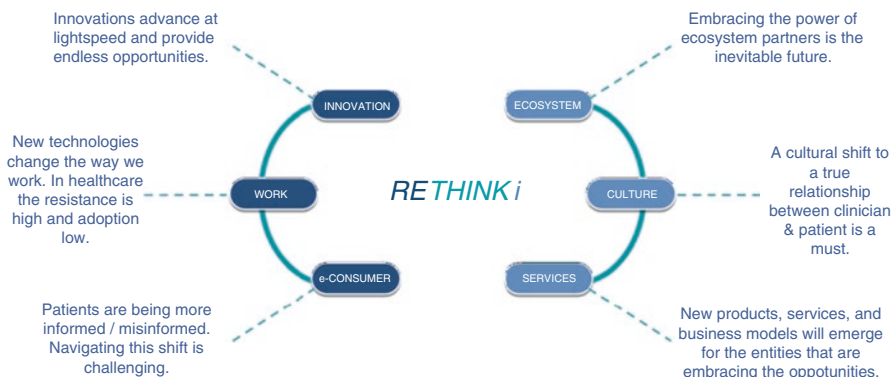 Innovations advance at
lightspeed and provide
endless opportunities.
INNOVATION
New technologies
change the way we
work. In healthcare
the resistance is
high and adoption
low.
WORK
e-CONSUMER
Patients are being more
informed / misinformed.
Navigating this shift is
challenging.
RETHINK i
Embracing the power of
ecosystem partners is the
inevitable future.
ECOSYSTEM
CULTURE
A cultural shift to
a true
relationship
between clinician
& patient is a
must.
SERVICES
New products, services, and
business models will emerge
for the entities that are
embracing the oppotunities.